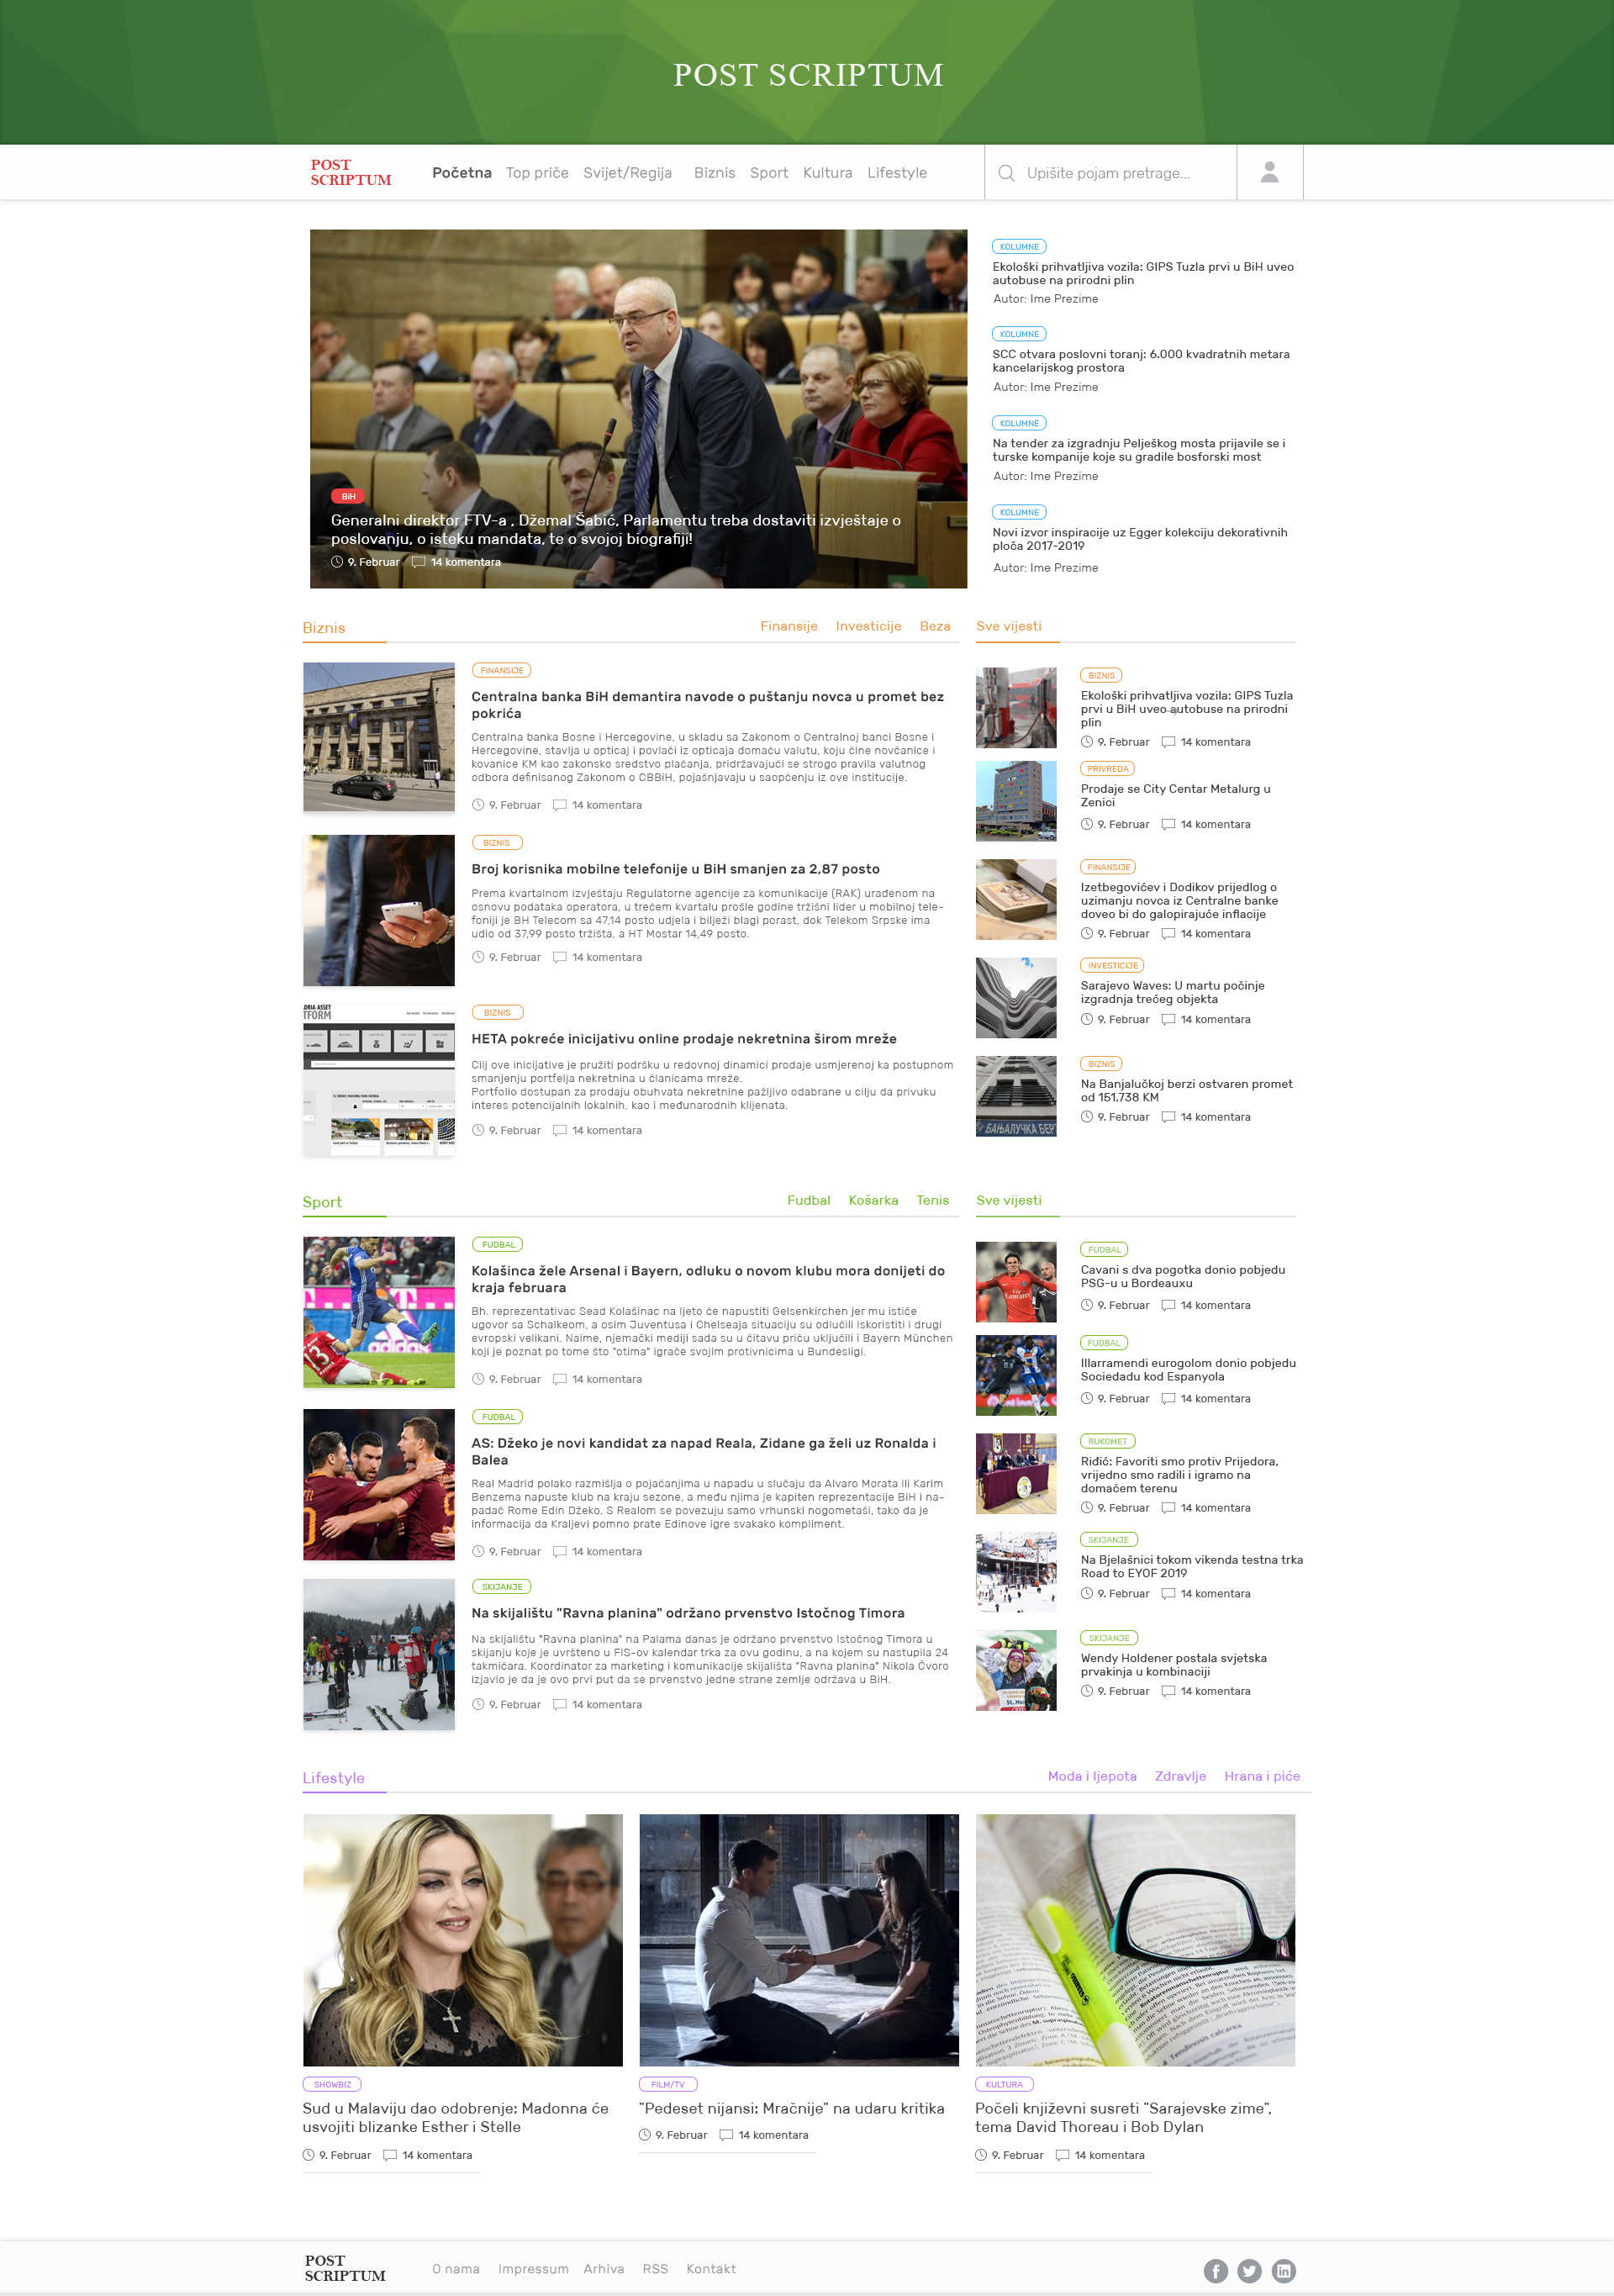 POST SCRIPTUM
POST
SCRIPTUM
Početna Top priče Svijet/Regija Biznis Sport Kultura Lifestyle
Upišite pojam pretrage...
BiH
Generalni direktor FTV-a , Džemal Šabić, Parlamentu treba dostaviti izvještaje o
poslovanju, o isteku mandata, te o svojoj biografiji!
9. Februar 14 komentara
KOLUMNE
Ekološki prihvatljiva vozila: GIPS Tuzla prvi u BiH uveo
autobuse na prirodni plin
Autor: Ime Prezime
KOLUMNE
SCC otvara poslovni toranj: 6.000 kvadratnih metara
kancelarijskog prostora
Autor: Ime Prezime
KOLUMNE
Na tender za izgradnju Pelješkog mosta prijavile se i
turske kompanije koje su gradile bosforski most
Autor: Ime Prezime
KOLUMNE
Novi izvor inspiracije uz Egger kolekciju dekorativnih
ploča 2017-2019
Autor: Ime Prezime
Biznis
Finansije Investicije Beza
FINANSIJE
Centralna banka BiH demantira navode o puštanju novca u promet bez
pokrića
Centralna banka Bosne i Hercegovine, u skladu sa Zakonom o Centralnoj banci Bosne i
Hercegovine, stavlja u opticaj i povlači iz opticaja domaću valutu, koju čine novčanice i
kovanice KM kao zakonsko sredstvo plaćanja, pridržavajući se strogo pravila valutnog
odbora definisanog Zakonom o CBBiH, pojašnjavaju u saopćenju iz ove institucije.
9. Februar 14 komentara
BIZNIS
Broj korisnika mobilne telefonije u BiH smanjen za 2,87 posto
Prema kvartalnom izvještaju Regulatorne agencije za komunikacije (RAK) urađenom na
osnovu podataka operatora, u trećem kvartalu prošle godine tržišni lider u mobilnoj tele-
foniji je BH Telecom sa 47,14 posto udjela i bilježi blagi porast, dok Telekom Srpske ima
udio od 37,99 posto tržišta, a HT Mostar 14,49 posto.
9. Februar 14 komentara
BIZNIS
HETA pokreće inicijativu online prodaje nekretnina širom mreže
Cilj ove inicijative je pružiti podršku u redovnoj dinamici prodaje usmjerenoj ka postupnom
smanjenju portfelja nekretnina u članicama mreže.
Portfolio dostupan za prodaju obuhvata nekretnine pažljivo odabrane u cilju da privuku
interes potencijalnih lokalnih, kao i međunarodnih klijenata.
9. Februar 14 komentara
Sve vijesti
BIZNIS
Ekološki prihvatljiva vozila: GIPS Tuzla
prvi u BiH uveo autobuse na prirodni
plin
9. Februar 14 komentara
PRIVREDA
Prodaje se City Centar Metalurg u
Zenici
9. Februar 14 komentara
FINANSIJE
Izetbegovićev i Dodikov prijedlog o
uzimanju novca iz Centralne banke
doveo bi do galopirajuće inflacije
9. Februar 14 komentara
INVESTICIJE
Sarajevo Waves: U martu počinje
izgradnja trećeg objekta
9. Februar 14 komentara
БАЊАЛУЧКА БЕР
BIZNIS
Na Banjalučkoj berzi ostvaren promet
od 151.738 KM
9. Februar 14 komentara
Sport
Fudbal Košarka Tenis
FUDBAL
Kolašinca žele Arsenal i Bayern, odluku o novom klubu mora donijeti do
kraja februara
Bh. reprezentativac Sead Kolašinac na ljeto će napustiti Gelsenkirchen jer mu ističe
ugovor sa Schalkeom, a osim Juventusa i Chelseaja situaciju su odlučili iskoristiti i drugi
evropski velikani. Naime, njemački mediji sada su u čitavu priču uključili i Bayern München
koji je poznat po tome što "otima" igrače svojim protivnicima u Bundesligi.
9. Februar 14 komentara
FUDBAL
AS: Džeko je novi kandidat za napad Reala, Zidane ga želi uz Ronalda i
Balea
Real Madrid polako razmišlja o pojačanjima u napadu u slučaju da Alvaro Morata ili Karim
Benzema napuste klub na kraju sezone, a među njima je kapiten reprezentacije BiH i na-
padač Rome Edin Džeko. S Realom se povezuju samo vrhunski nogometaši, tako da je
informacija da Kraljevi pomno prate Edinove igre svakako kompliment.
9. Februar 14 komentara
SKIJANJE
Na skijalištu "Ravna planina" održano prvenstvo Istočnog Timora
Na skijalištu "Ravna planina" na Palama danas je održano prvenstvo Istočnog Timora u
skijanju koje je uvršteno u FIS-ov kalendar trka za ovu godinu, a na kojem su nastupila 24
takmičara. Koordinator za marketing i komunikacije skijališta "Ravna planina" Nikola Čvoro
izjavio je da je ovo prvi put da se prvenstvo jedne strane zemlje održava u BiH.
9. Februar 14 komentara
Sve vijesti
FUDBAL
Cavani s dva pogotka donio pobjedu
PSG-u u Bordeauxu
9. Februar 14 komentara
FUDBAL
Illarramendi eurogolom donio pobjedu
Sociedadu kod Espanyola
9. Februar 14 komentara
RUKOMET
Riđić: Favoriti smo protiv Prijedora,
vrijedno smo radili i igramo na
domaćem terenu
9. Februar 14 komentara
SKIJANJE
Na Bjelašnici tokom vikenda testna trka
Road to EYOF 2019
9. Februar 14 komentara
SKIJANJE
Wendy Holdener postala svjetska
prvakinja u kombinaciji
9. Februar 14 komentara
Lifestyle
Moda i ljepota Zdravlje Hrana i piće
SHOWBIZ
Sud u Malaviju dao odobrenje: Madonna će
usvojiti blizanke Esther i Stelle
9. Februar 14 komentara
FILM/TV
"Pedeset nijansi: Mračnije" na udaru kritika
9. Februar 14 komentara
KULTURA
Počeli književni susreti "Sarajevske zime",
tema David Thoreau i Bob Dylan
9. Februar 14 komentara
POST
SCRIPTUM
O nama Impressum Arhiva RSS Kontakt